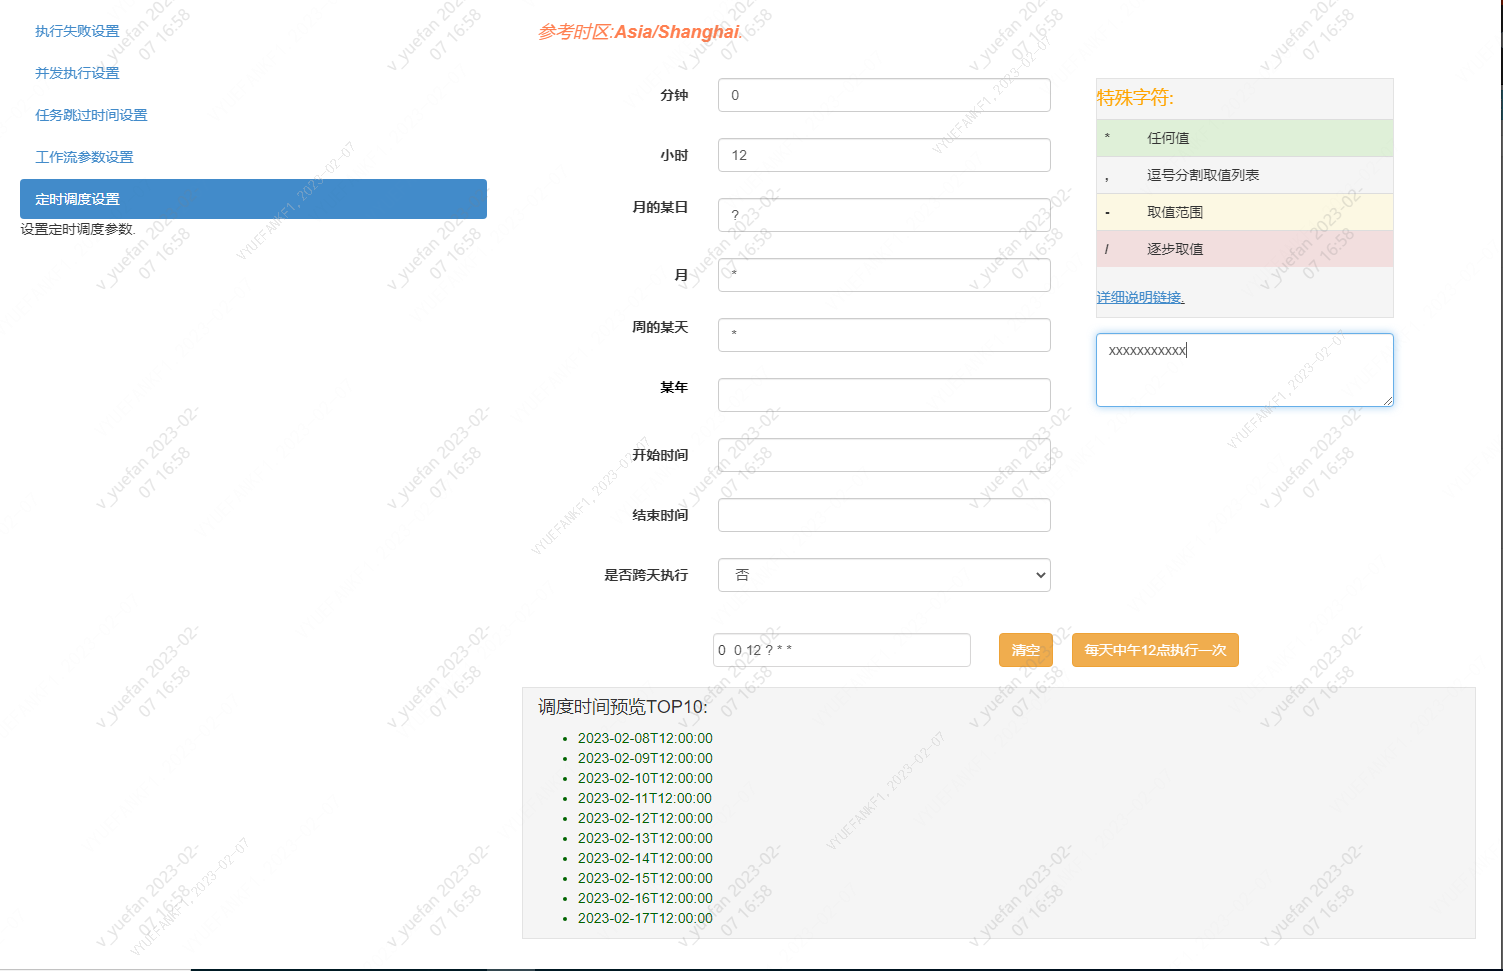 执行失败设置
并发执行设置
任务跳过时间设置
工作流参数设置
定时调度设置
设置定时调度参数.
参考时区:Asia/Shanghai.
分钟 0
小时 12
月的某日 ?
月 *
周的某天 *
某年
开始时间
结束时间
是否跨天执行 否
特殊字符:
* 任何值
, 逗号分割取值列表
- 取值范围
/ 逐步取值
详细说明链接.
xxxxxxxxxxx
0 0 12 ? * *
清空
每天中午12点执行一次
调度时间预览TOP10:
2023-02-08T12:00:00
2023-02-09T12:00:00
2023-02-10T12:00:00
2023-02-11T12:00:00
2023-02-12T12:00:00
2023-02-13T12:00:00
2023-02-14T12:00:00
2023-02-15T12:00:00
2023-02-16T12:00:00
2023-02-17T12:00:00
v_yuefan 2023-02-
07 16:58
VYUEFANKF1,2023-02-07